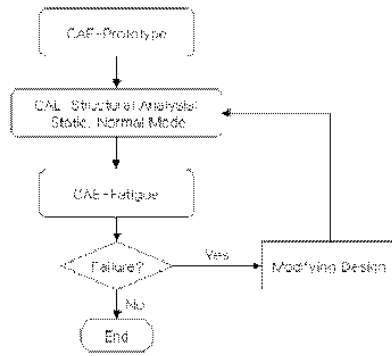 CAE-Prototype
CAE-Structural Analysis:
Static, Normal Mode
CAE-Fatigue
Failure?
Yes
Modifying Design
No
End